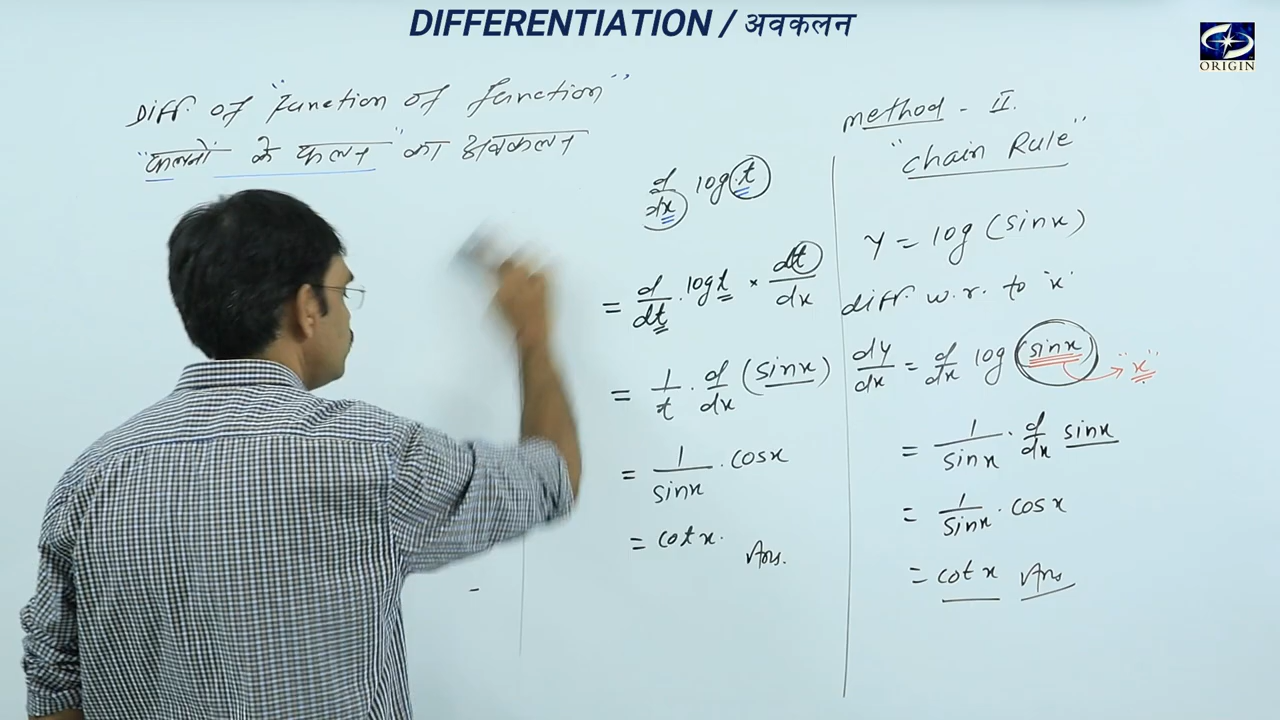 DIFFERENTIATION / अवकलन
ORIGIN
Diff. of "Function of function"
"फलनों के फलन" का अवकलन
d/dx log t
= d/dt . log t × dt/dx
= 1/t . d/dx (sinx)
= 1/sinx . cosx
= cot x.
Ans.
method - II.
"chain Rule"
Y = log (sinx)
diff. w.r. to 'x'
dy/dx = d/dx log (sinx) → "x"
= 1/sinx . d/dx sinx
= 1/sinx . cosx
= cot x Ans